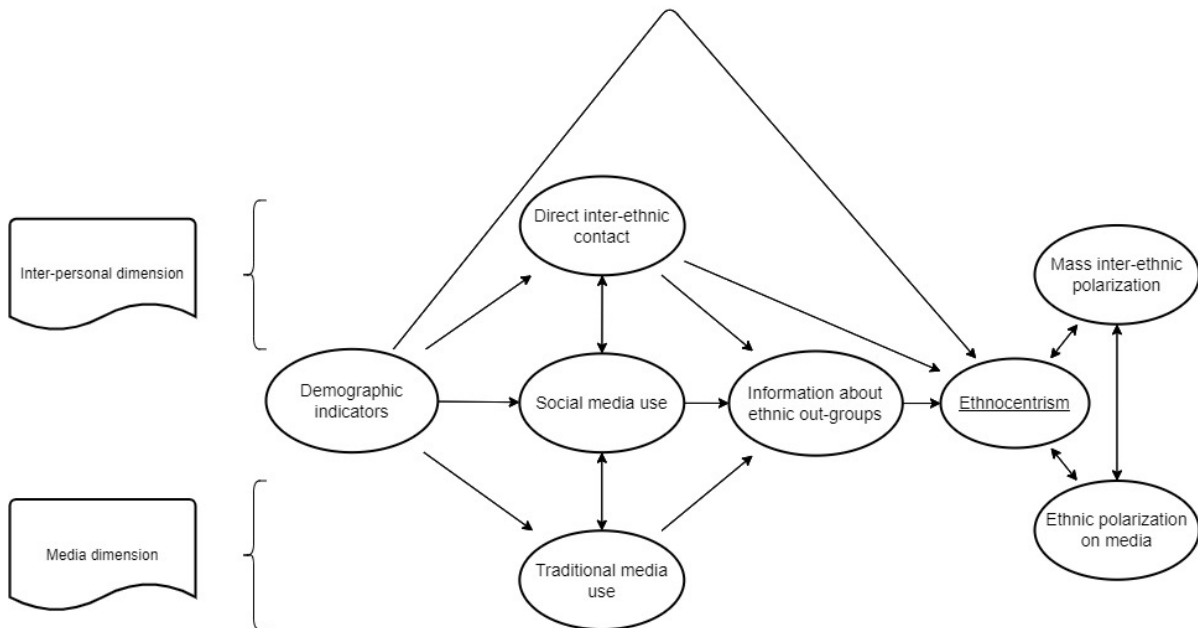 Direct inter-ethnic
contact
Inter-personal dimension
Mass inter-ethnic
polarization
Demographic
indicators
Social media use
Information about
ethnic out-groups
Ethnocentrism
Media dimension
Traditional media
use
Ethnic polarization
on media